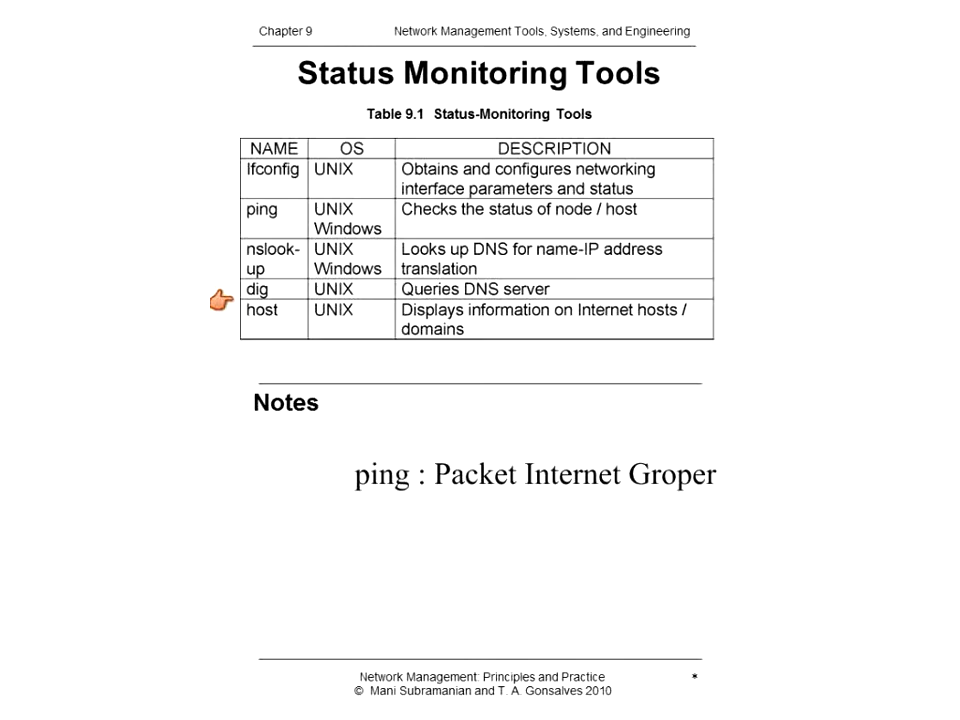 Chapter 9 Network Management Tools, Systems, and Engineering
Status Monitoring Tools
Table 9.1 Status-Monitoring Tools
NAME OS DESCRIPTION
Ifconfig UNIX Obtains and configures networking
interface parameters and status
ping UNIX Checks the status of node / host
Windows
nslook- UNIX Looks up DNS for name-IP address
up Windows translation
dig UNIX Queries DNS server
host UNIX Displays information on Internet hosts /
domains
Notes
ping : Packet Internet Groper
Network Management: Principles and Practice *
© Mani Subramanian and T. A. Gonsalves 2010